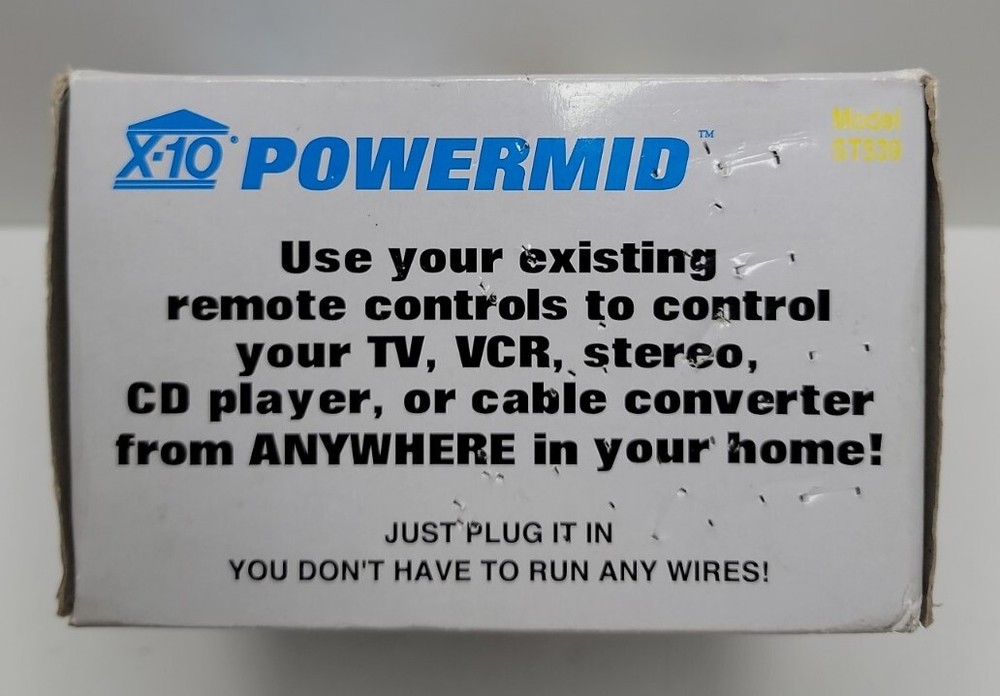 X-10® POWERMID™
Model
ST539
Use your existing
remote controls to control
your TV, VCR, stereo,
CD player, or cable converter
from ANYWHERE in your home!
JUST PLUG IT IN
YOU DON'T HAVE TO RUN ANY WIRES!